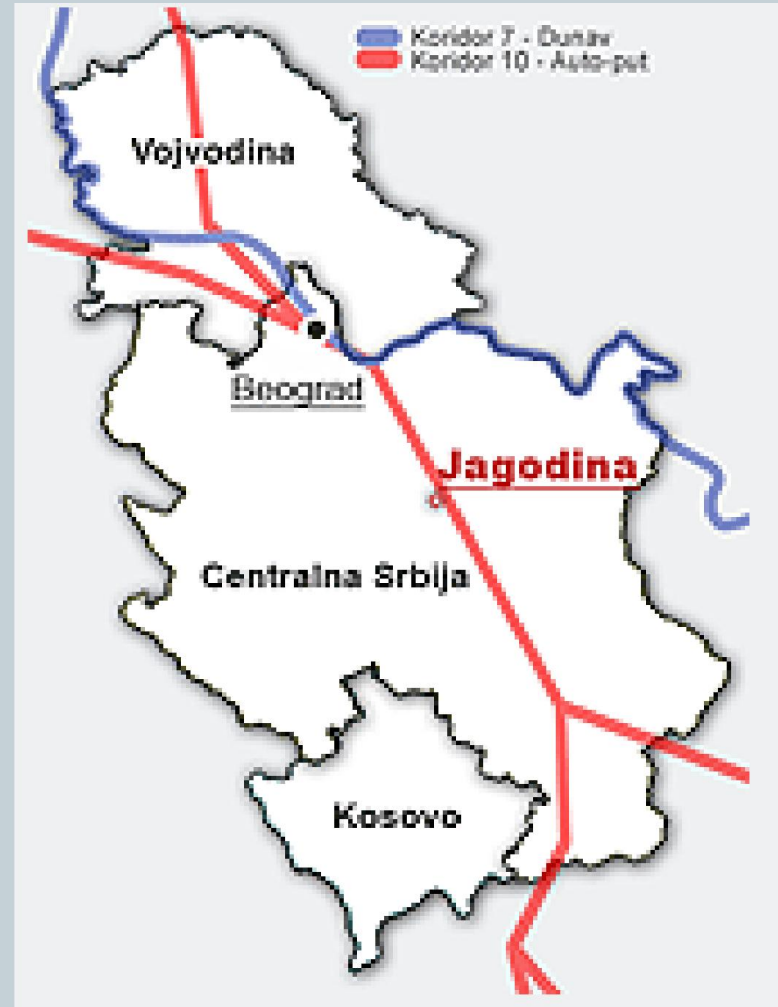 Koridor 7 - Dunav
Koridor 10 - Auto-put
Vojvodina
Beograd
Jagodina
Centralna Srbija
Kosovo